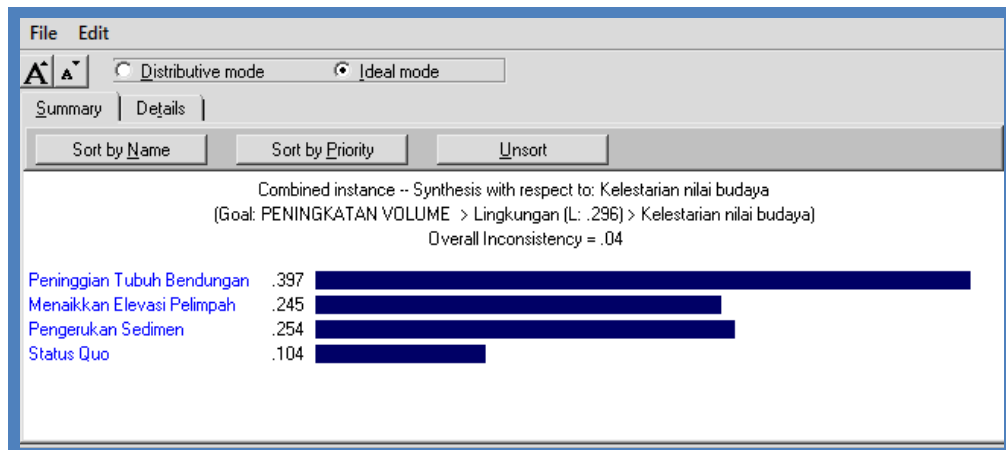 File Edit
A A Distributive mode Ideal mode
Summary Details
Sort by Name Sort by Priority Unsort
Combined instance -- Synthesis with respect to: Kelestarian nilai budaya
(Goal: PENINGKATAN VOLUME > Lingkungan (L: .296) > Kelestarian nilai budaya)
Overall Inconsistency = .04
Peninggian Tubuh Bendungan .397
Menaikkan Elevasi Pelimpah .245
Pengerukan Sedimen .254
Status Quo .104